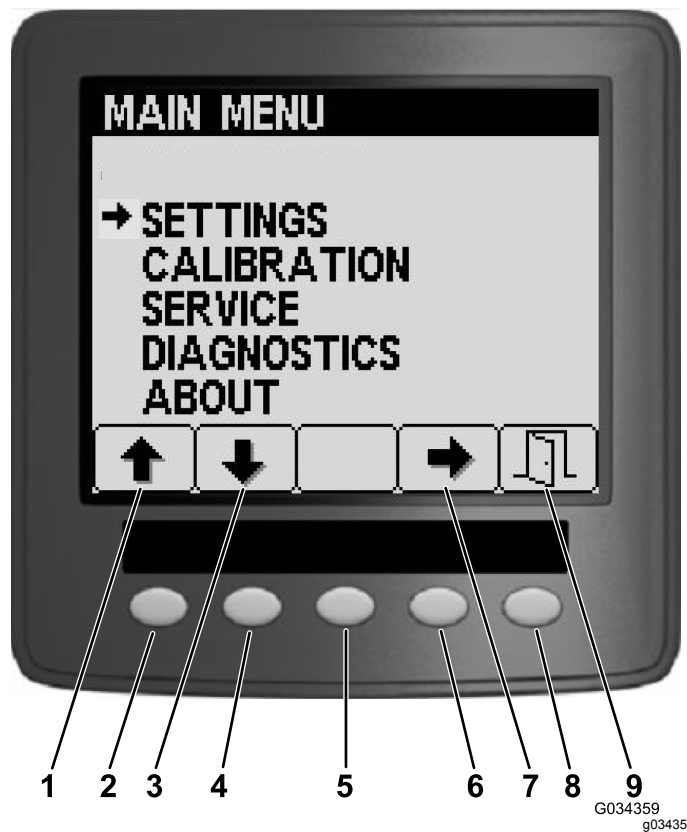 MAIN MENU
SETTINGS
CALIBRATION
SERVICE
DIAGNOSTICS
ABOUT
1 2 3 4 5 6 7 8 9
G034359
g03435